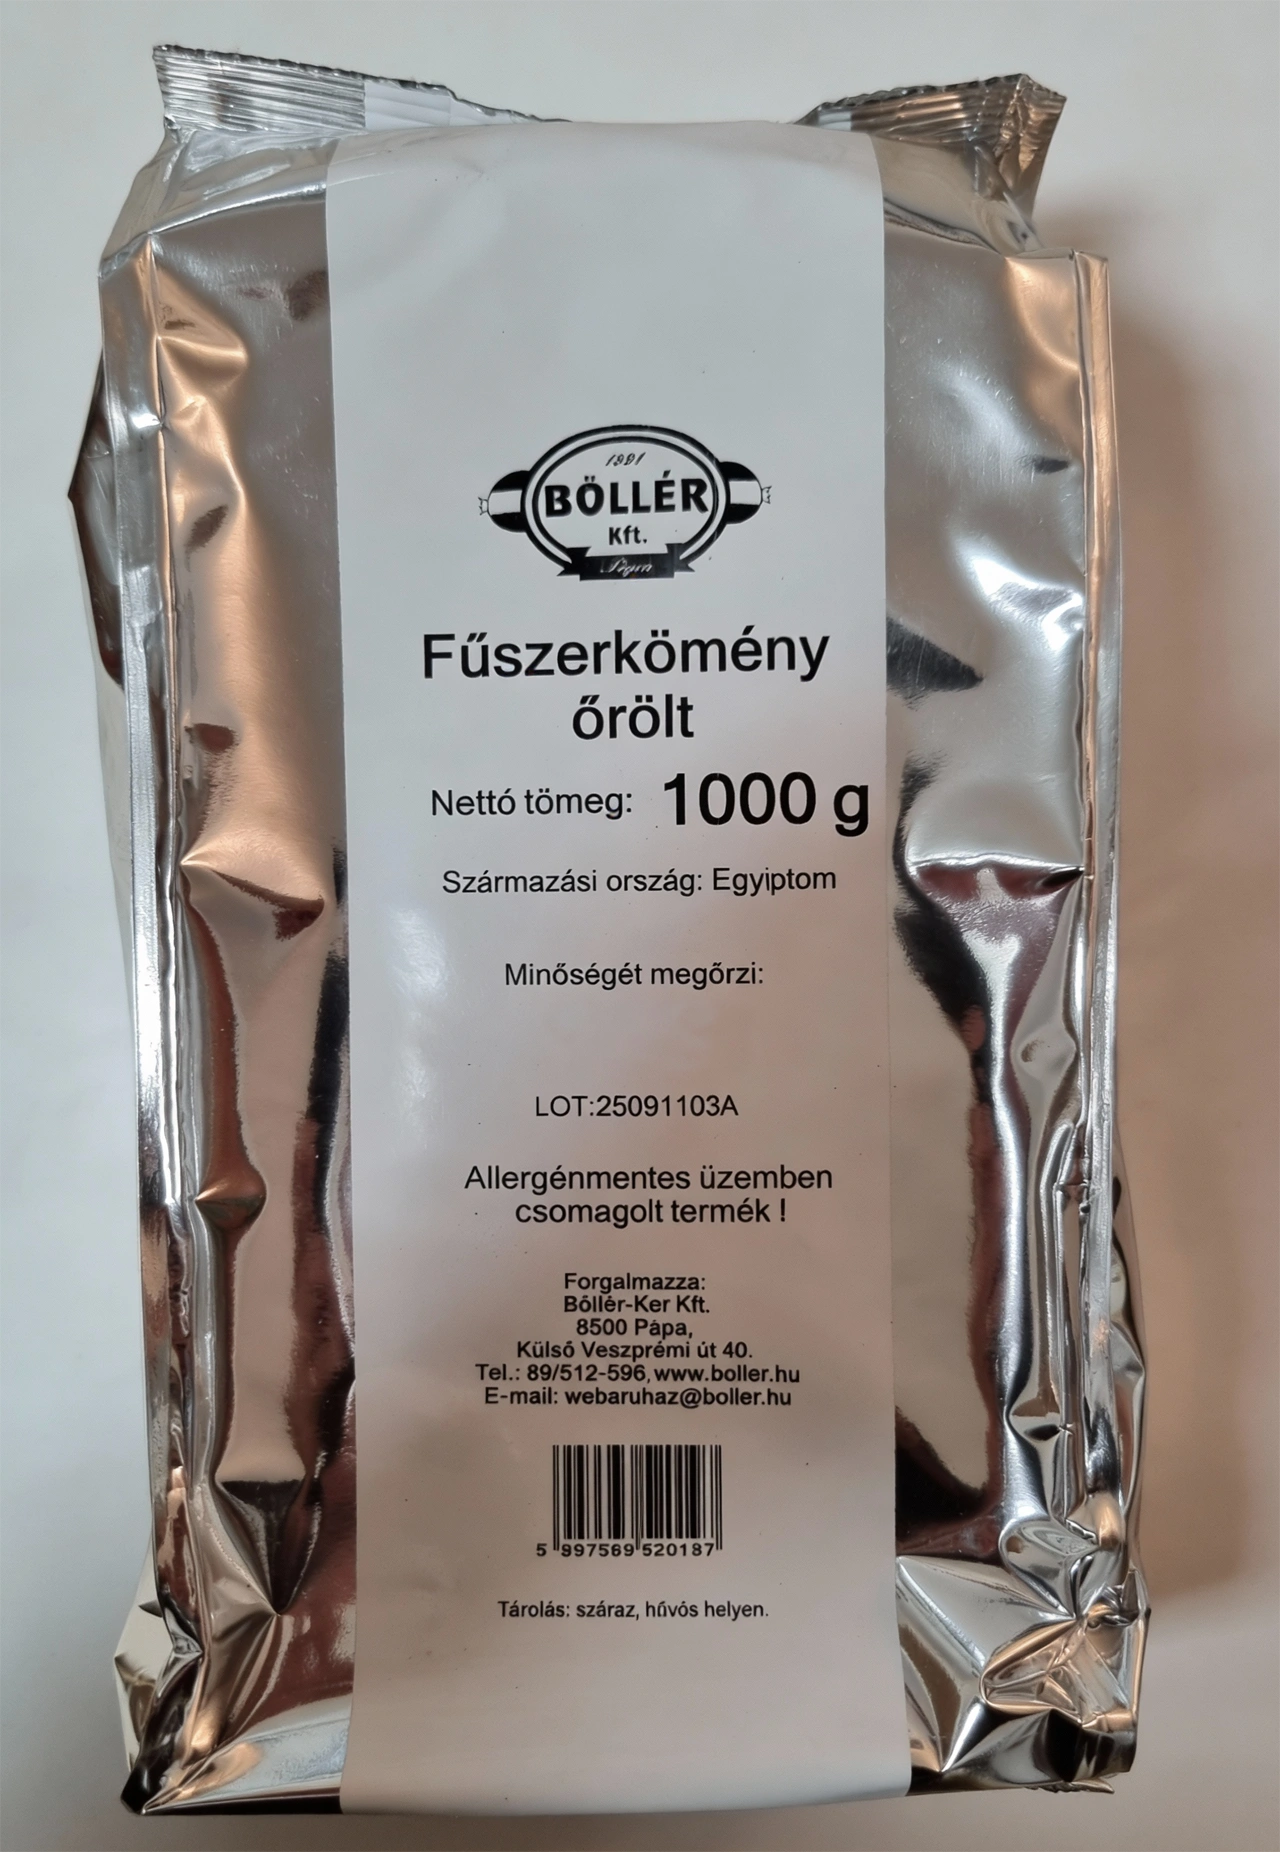 1991
BÖLLÉR
Kft.
Fűszerkömény
őrölt
Nettó tömeg: 1000 g
Származási ország: Egyiptom
Minőségét megőrzi:
LOT:25091103A
Allergénmentes üzemben
csomagolt termék !
Forgalmazza:
Böllér-Ker Kft.
8500 Pápa,
Külső Veszprémi út 40.
Tel.: 89/512-596, www.boller.hu
E-mail: webaruhaz@boller.hu
5 997569 520187
Tárolás: száraz, hűvös helyen.